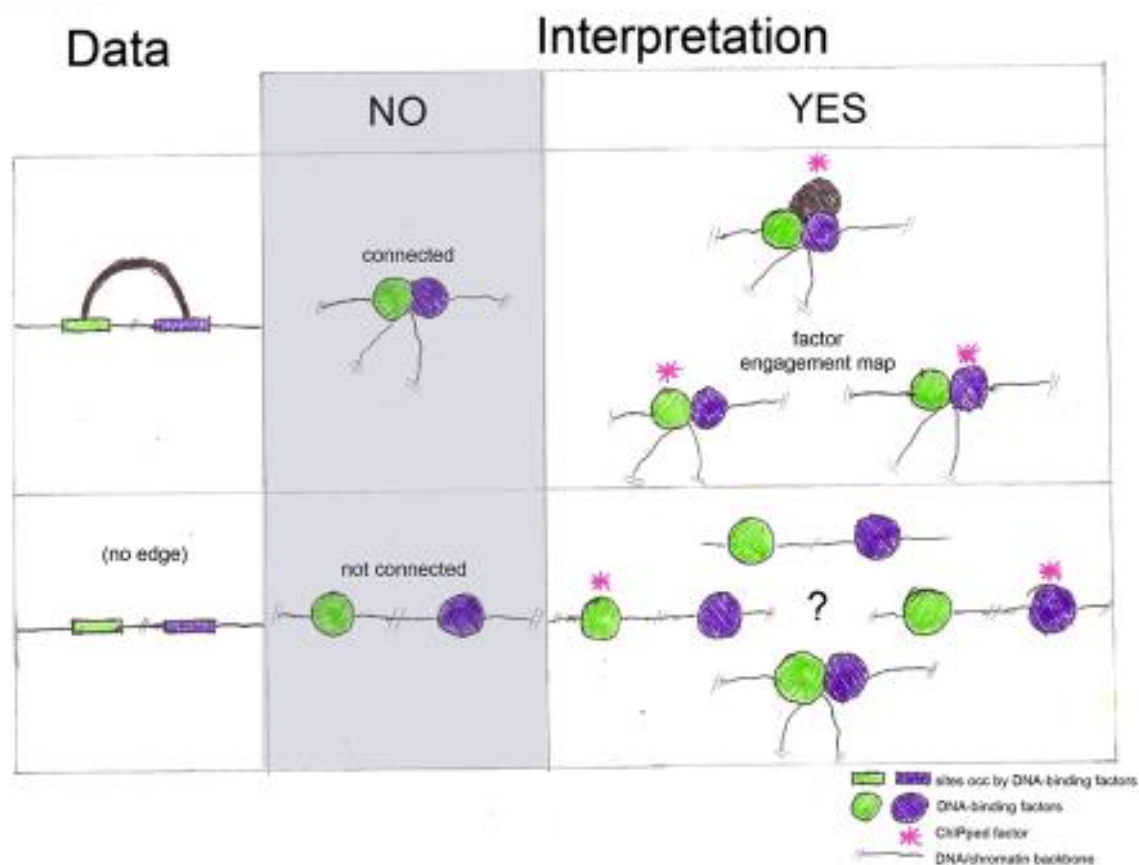 Data
Interpretation
NO
YES
connected
factor
engagement map
(no edge)
not connected
?
sites occ by DNA-binding factors
DNA-binding factors
ChIPped factor
DNA/chromatin backbone